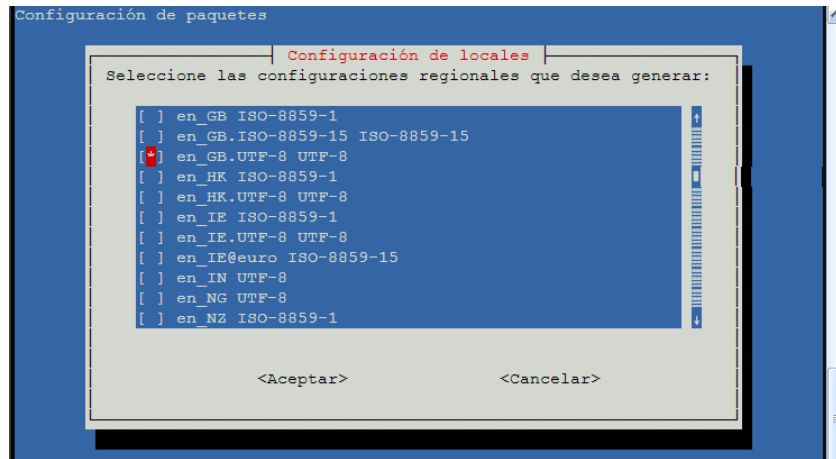 Configuración de paquetes
Configuración de locales
Seleccione las configuraciones regionales que desea generar:
[ ] en_GB ISO-8859-1
[ ] en_GB.ISO-8859-15 ISO-8859-15
[*] en_GB.UTF-8 UTF-8
[ ] en_HK ISO-8859-1
[ ] en_HK.UTF-8 UTF-8
[ ] en_IE ISO-8859-1
[ ] en_IE.UTF-8 UTF-8
[ ] en_IE@euro ISO-8859-15
[ ] en_IN UTF-8
[ ] en_NG UTF-8
[ ] en_NZ ISO-8859-1
<Aceptar> <Cancelar>